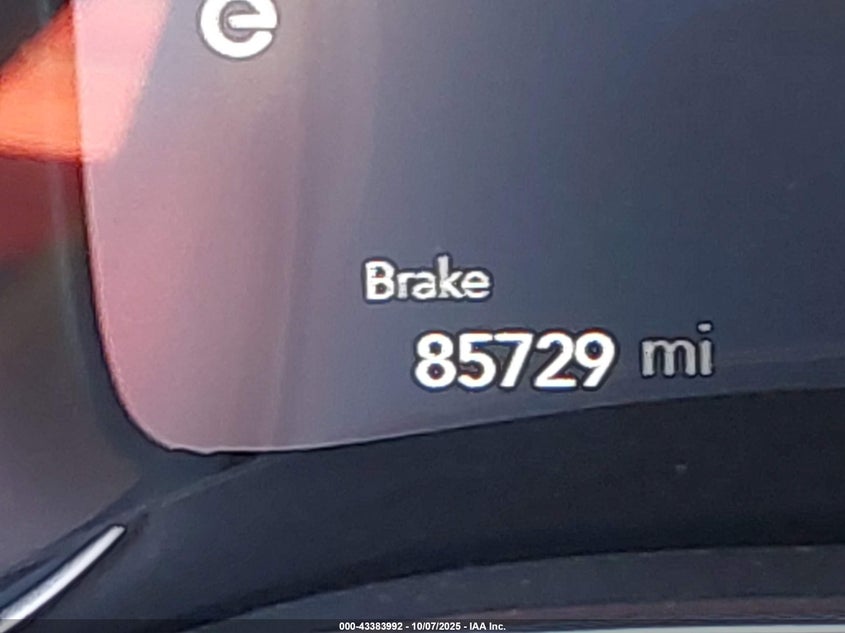 e
Brake
85729 mi
000-43383992 - 10/07/2025 - IAA Inc.